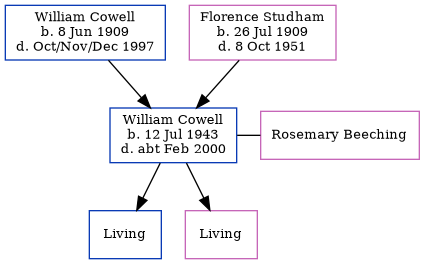 William Cowell
b. 8 Jun 1909
d. Oct/Nov/Dec 1997
Florence Studham
b. 26 Jul 1909
d. 8 Oct 1951
William Cowell
b. 12 Jul 1943
d. abt Feb 2000
Rosemary Beeching
Living
Living